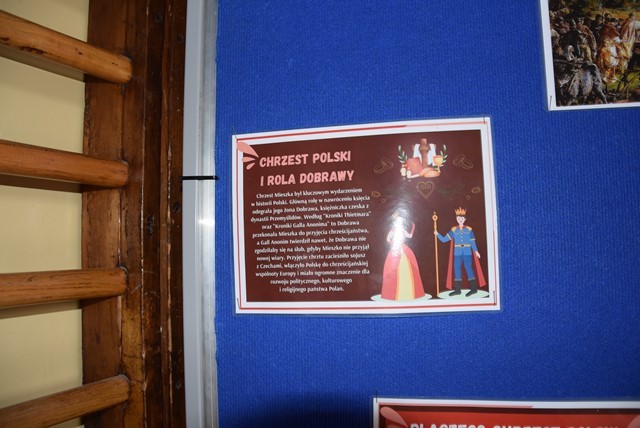 CHRZEST POLSKI
I ROLA DOBRAWY
Chrzest Mieszka był kluczowym wydarzeniem
w historii Polski. Główną rolę w nawróceniu księcia
odegrała jego żona Dobrawa, księżniczka czeska z
dynastii Przemyślidów. Według "Kroniki Thietmara"
oraz "Kroniki Galla Anonima" to Dobrawa
przekonała Mieszka do przyjęcia chrześcijaństwa,
a Gall Anonim twierdził nawet, że Dobrawa nie
zgodziłaby się na ślub, gdyby Mieszko nie przyjął
nowej wiary. Przyjęcie chrztu zacieśniło sojusz
z Czechami, włączyło Polskę do chrześcijańskiej
wspólnoty Europy i miało ogromne znaczenie dla
rozwoju politycznego, kulturowego
i religijnego państwa Polan.
DLACZEGO CHRZEST POLSKI